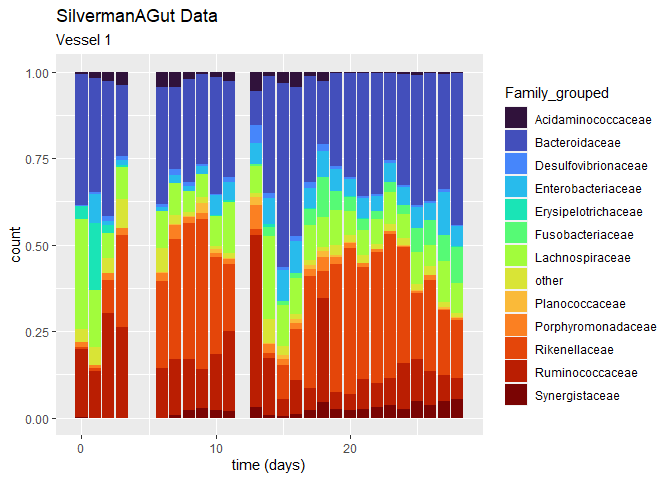 SilvermanAGut Data
Vessel 1
1.00
0.75
0.50
0.25
0.00
count
0
10
20
time (days)
Family_grouped
Acidaminococcaceae
Bacteroidaceae
Desulfovibrionaceae
Enterobacteriaceae
Erysipelotrichaceae
Fusobacteriaceae
Lachnospiraceae
other
Planococcaceae
Porphyromonadaceae
Rikenellaceae
Ruminococcaceae
Synergistaceae